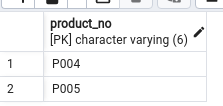 product_no
[PK] character varying (6)
1 P004
2 P005